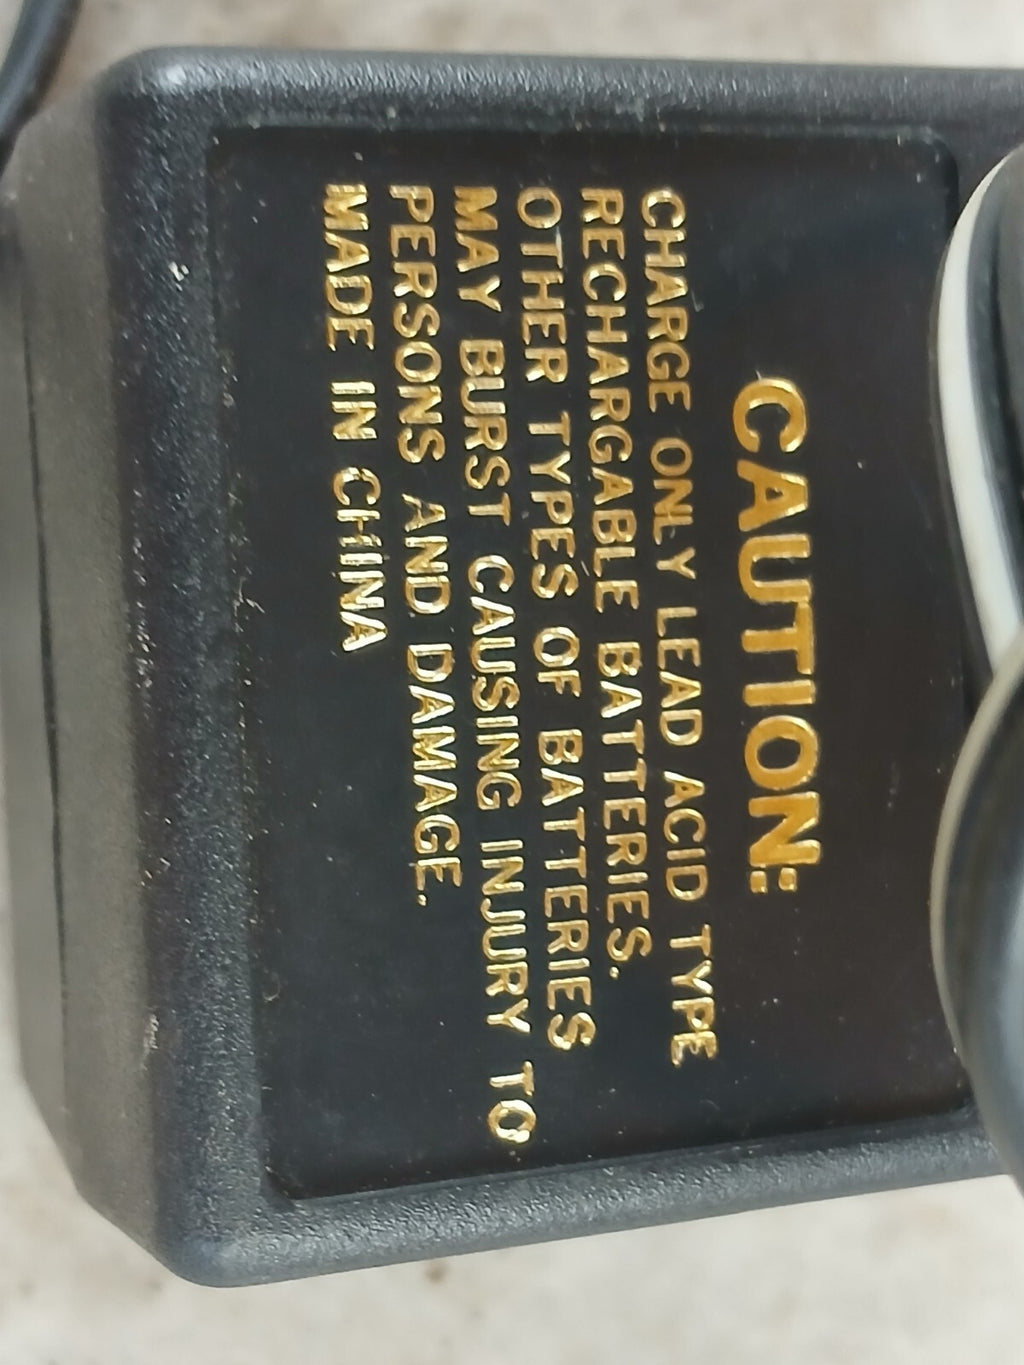 CAUTION:
CHARGE ONLY LEAD ACID TYPE
RECHARGABLE BATTERIES.
OTHER TYPES OF BATTERIES
MAY BURST CAUSING INJURY TO
PERSONS AND DAMAGE.
MADE IN CHINA